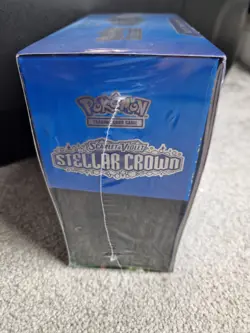 POKÉMON
TRADING CARD GAME
SCARLET & VIOLET
STELLAR CROWN